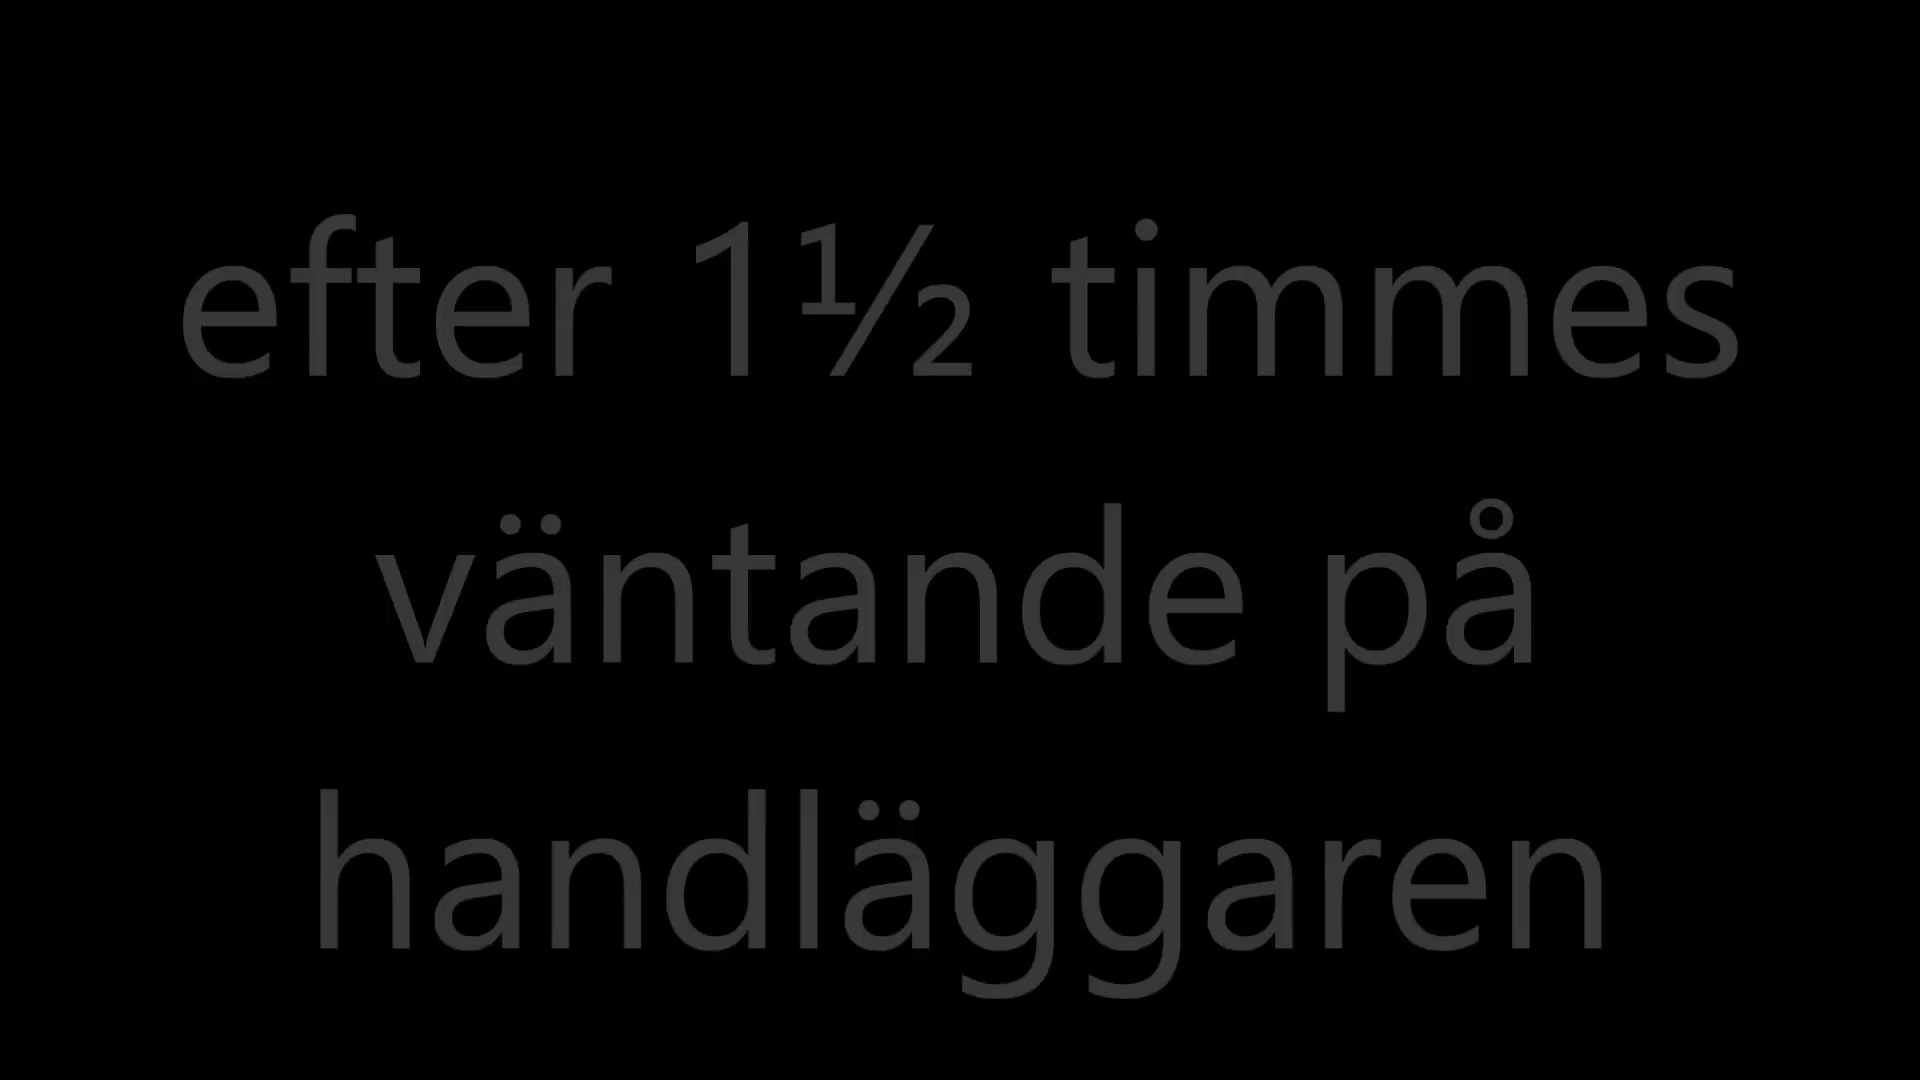 efter 1½ timmes
väntande på
handläggaren